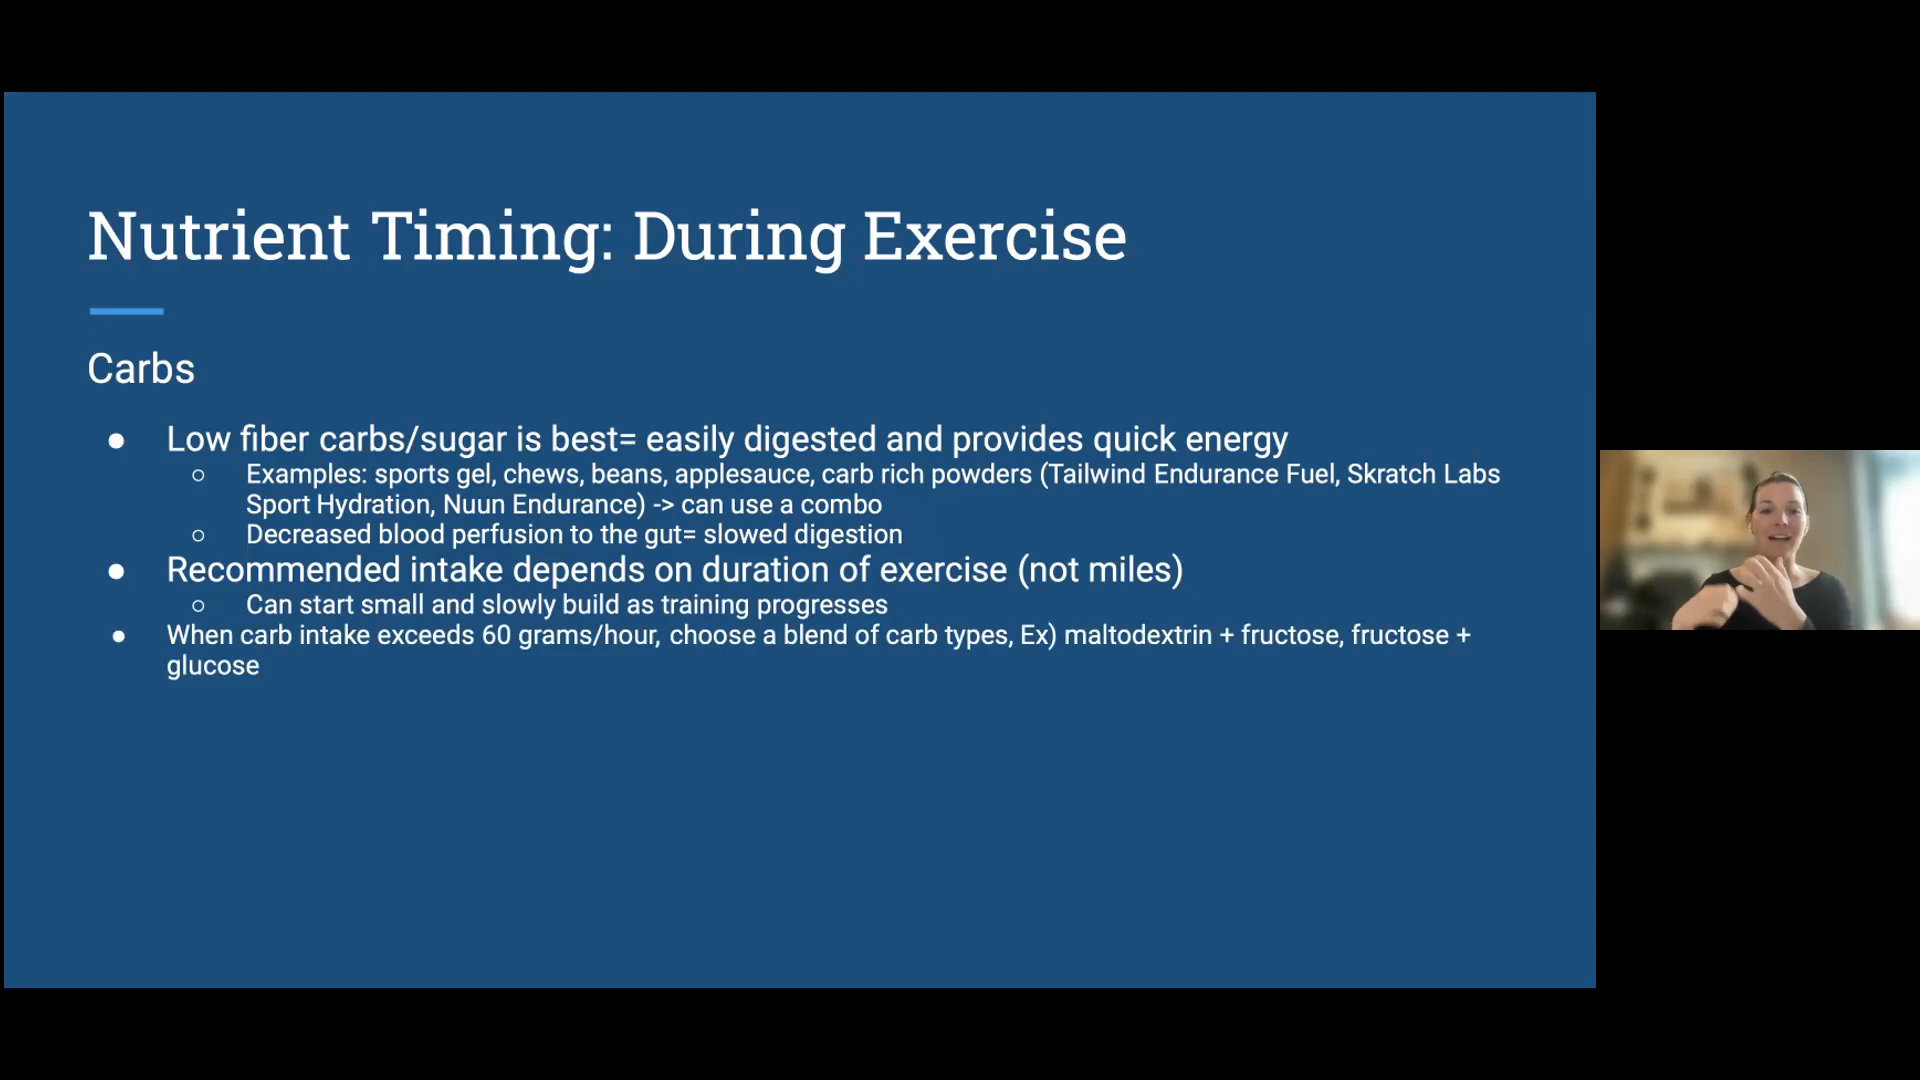 Nutrient Timing: During Exercise
Carbs
● Low fiber carbs/sugar is best= easily digested and provides quick energy
○ Examples: sports gel, chews, beans, applesauce, carb rich powders (Tailwind Endurance Fuel, Skratch Labs
Sport Hydration, Nuun Endurance) -> can use a combo
○ Decreased blood perfusion to the gut= slowed digestion
● Recommended intake depends on duration of exercise (not miles)
○ Can start small and slowly build as training progresses
● When carb intake exceeds 60 grams/hour, choose a blend of carb types, Ex) maltodextrin + fructose, fructose +
glucose